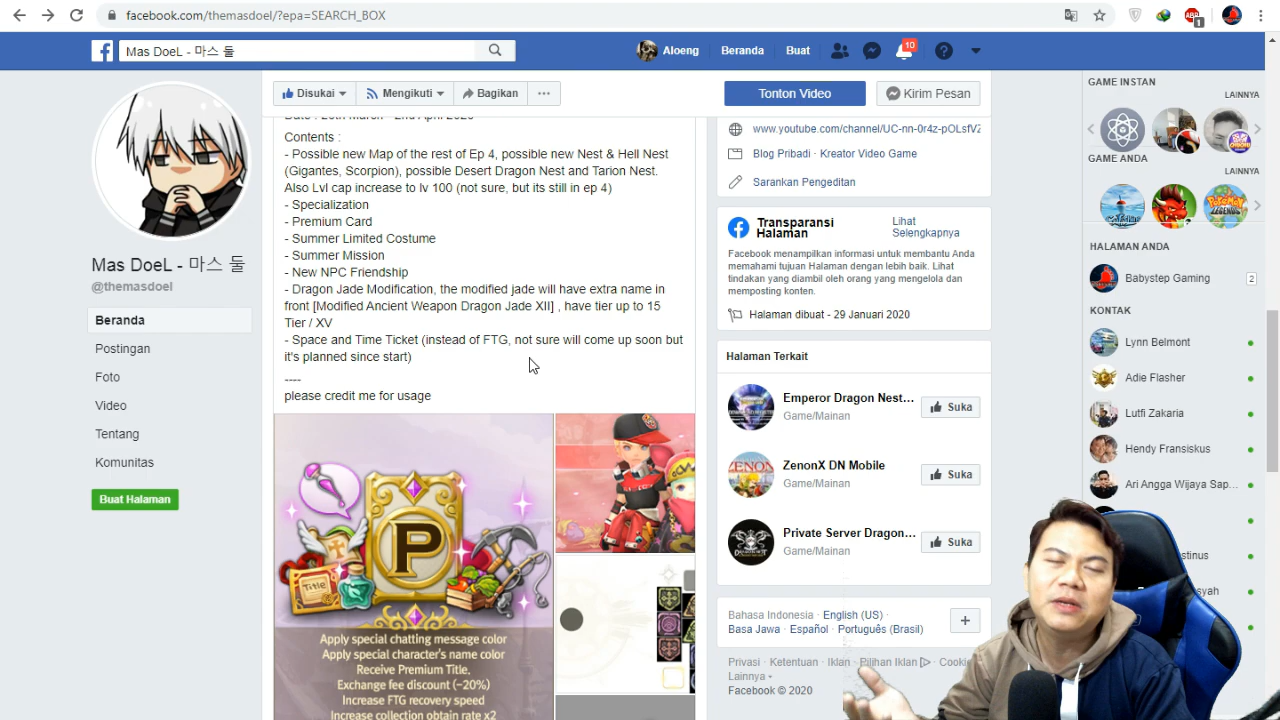 facebook.com/themasdoel/?epa=SEARCH_BOX
ABP
1
Mas DoeL - 마스 둘
Aloeng
Beranda
Buat
10
Mas DoeL - 마스 둘
@themasdoel
Beranda
Postingan
Foto
Video
Tentang
Komunitas
Buat Halaman
Disukai
Mengikuti
Bagikan
Tonton Video
Kirim Pesan
Contents :
- Possible new Map of the rest of Ep 4, possible new Nest & Hell Nest
(Gigantes, Scorpion), possible Desert Dragon Nest and Tarion Nest.
Also Lvl cap increase to lv 100 (not sure, but its still in ep 4)
- Specialization
- Premium Card
- Summer Limited Costume
- Summer Mission
- New NPC Friendship
- Dragon Jade Modification, the modified jade will have extra name in
front [Modified Ancient Weapon Dragon Jade XII] , have tier up to 15
Tier / XV
- Space and Time Ticket (instead of FTG, not sure will come up soon but
it's planned since start)
----
please credit me for usage
P
Title
Apply special chatting message color
Apply special character's name color
Receive Premium Title.
Exchange fee discount (-20%)
Increase FTG recovery speed
Increase collection obtain rate x2
www.youtube.com/channel/UC-nn-0r4z-pOLsfVZ
Blog Pribadi · Kreator Video Game
Sarankan Pengeditan
Transparansi
Halaman
Lihat
Selengkapnya
Facebook menampilkan informasi untuk membantu Anda
memahami tujuan Halaman dengan lebih baik. Lihat
tindakan yang diambil oleh orang yang mengelola dan
memposting konten.
Halaman dibuat - 29 Januari 2020
Halaman Terkait
Emperor Dragon Nest...
Game/Mainan
Suka
ZenonX DN Mobile
Game/Mainan
Suka
Private Server Dragon...
Game/Mainan
Suka
Bahasa Indonesia · English (US) ·
Basa Jawa · Español · Português (Brasil)
Privasi · Ketentuan · Iklan · Pilihan Iklan
Lainnya
Facebook © 2020
GAME INSTAN
LAINNYA
GAME ANDA
LAINNYA
HALAMAN ANDA
Babystep Gaming
2
KONTAK
Lynn Belmont
Adie Flasher
Lutfi Zakaria
Hendy Fransiskus
Ari Angga Wijaya Sap...